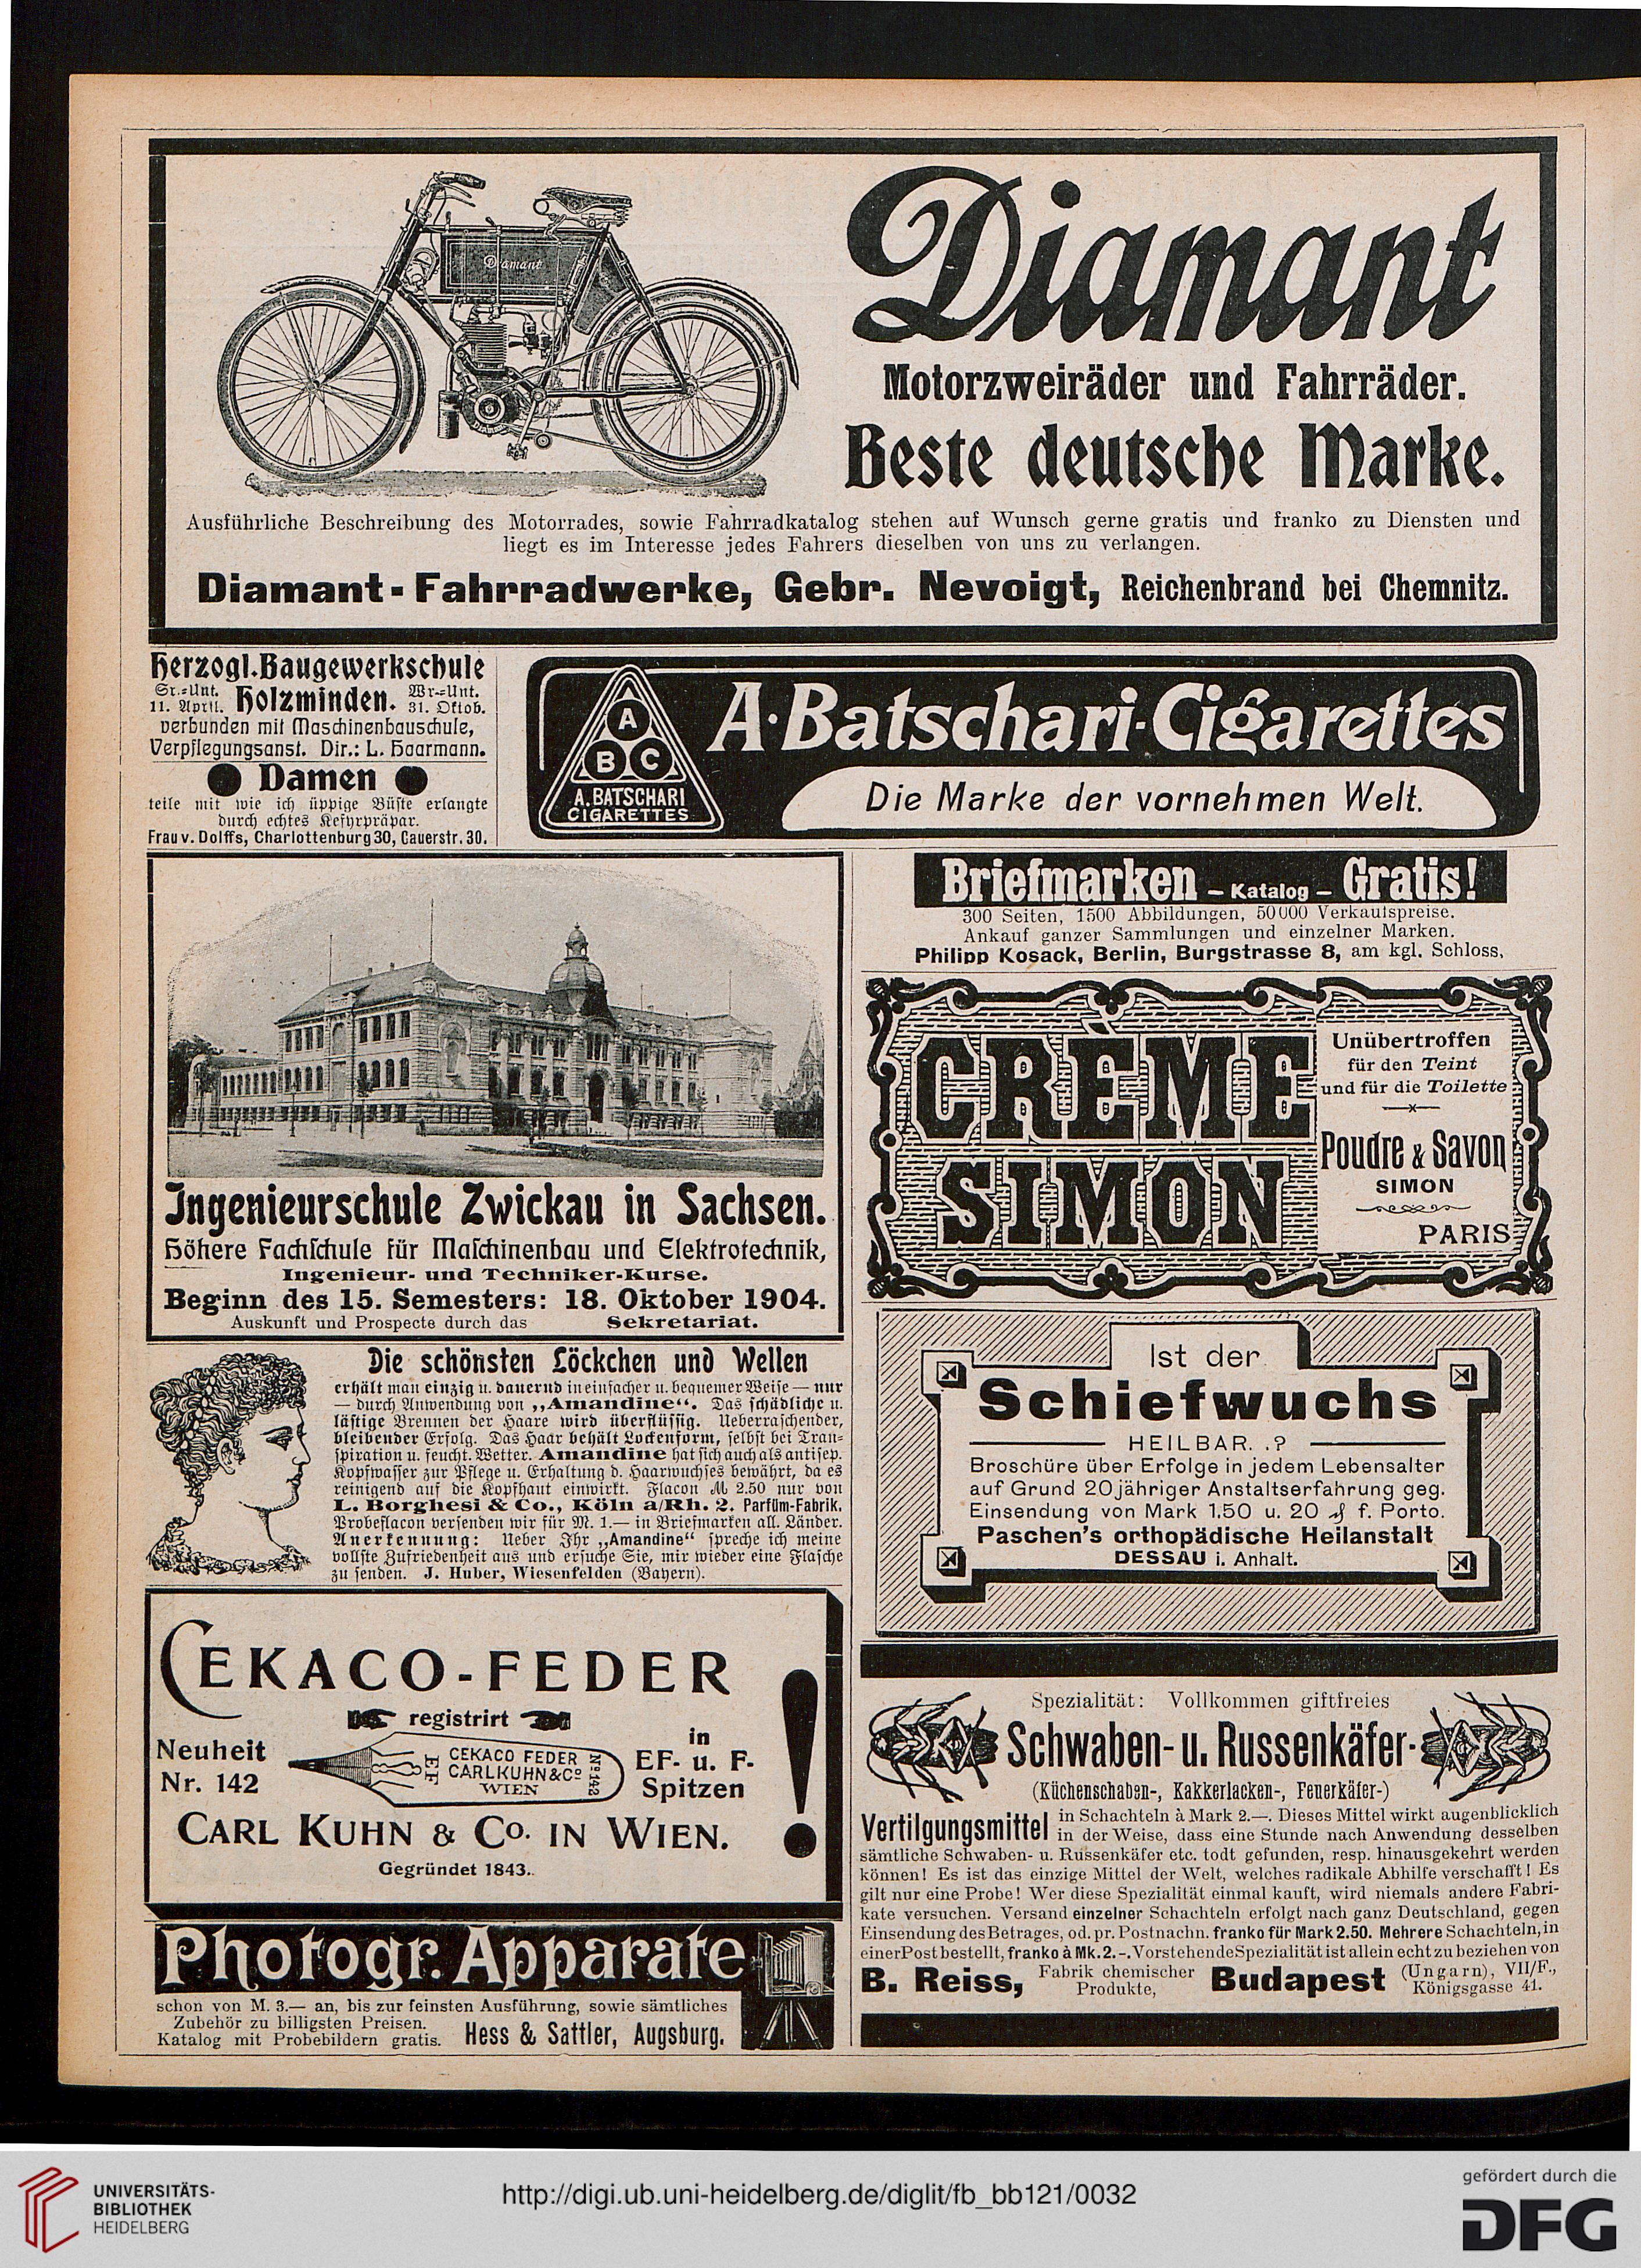 Diamant
Diamant
Motorzweiräder und Fahrräder.
Beste deutsche Marke.
Ausführliche Beschreibung des Motorrades, sowie Fahrradkatalog stehen auf Wunsch gerne gratis und franko zu Diensten und
liegt es im Interesse jedes Fahrers dieselben von uns zu verlangen.
Diamant-Fahrradwerke, Gebr. Nevoigt, Reichenbrand bei Chemnitz.
Herzogl. Baugewerkschule
Sr.-Unt. Holzminden. Wr.-Unt.
11. April. 31. Oktob.
verbunden mit Maschinenbauschule,
Verpflegungsanst. Dir.: L. Haarmann.
Damen
teile mit wie ich üppige Büste erlangte
durch echtes Kefyrpräpar.
Frau v. Dolffs, Charlottenburg 30, Cauerstr. 30.
A
B C
A. BATSCHARI
CIGARETTES
A·Batschari-Cigarettes
Die Marke der vornehmen Welt.
Ingenieurschule Zwickau in Sachsen.
Höhere Fachschule für Maschinenbau und Elektrotechnik,
Ingenieur- und Techniker-Kurse.
Beginn des 15. Semesters: 18. Oktober 1904.
Auskunft und Prospecte durch das Sekretariat.
Briefmarken – Katalog – Gratis!
300 Seiten, 1500 Abbildungen, 50000 Verkaufspreise.
Ankauf ganzer Sammlungen und einzelner Marken.
Philipp Kosack, Berlin, Burgstrasse 8, am kgl. Schloss,
CRÈME
SIMON
Unübertroffen
für den Teint
und für die Toilette
Poudre & Savon
SIMON
PARIS
Die schönsten Löckchen und Wellen
erhält man einzig u. dauernd in einfacher u. bequemer Weise — nur
— durch Anwendung von „Amandine“. Das schädliche u.
lästige Brennen der Haare wird überflüssig. Ueberraschender,
bleibender Erfolg. Das Haar behält Lockenform, selbst bei Tran-
spiration u. feucht. Wetter. Amandine hat sich auch als antisep.
Kopfwasser zur Pflege u. Erhaltung d. Haarwuchses bewährt, da es
reinigend auf die Kopfhaut einwirkt. Flacon M 2.50 nur von
L. Borghesi & Co., Köln a/Rh. 2. Parfüm-Fabrik.
Probeflacon versenden wir für M. 1.— in Briefmarken all. Länder.
Anerkennung: Ueber Ihr „Amandine“ spreche ich meine
vollste Zufriedenheit aus und ersuche Sie, mir wieder eine Flasche
zu senden. J. Huber, Wiesenfelden (Bayern).
Ist der
Schiefwuchs
HEILBAR. .?
Broschüre über Erfolge in jedem Lebensalter
auf Grund 20jähriger Anstaltserfahrung geg.
Einsendung von Mark 1.50 u. 20 ₰ f. Porto.
Paschen's orthopädische Heilanstalt
DESSAU i. Anhalt.
CEKACO-FEDER !
registrirt
Neuheit
Nr. 142
EF
CEKACO FEDER
CARL KUHN & Co
WIEN
No 142
in
EF- u. F-
Spitzen
CARL KUHN & Co. IN WIEN.
Gegründet 1843.
Photogr. Apparate
schon von M. 3.— an, bis zur feinsten Ausführung, sowie sämtliches
Zubehör zu billigsten Preisen.
Katalog mit Probebildern gratis. Hess & Sattler, Augsburg.
Spezialität: Vollkommen giftfreies
Schwaben- u. Russenkäfer-
(Küchenschaben-, Kakkerlacken-, Feuerkäfer-)
Vertilgungsmittel in Schachteln à Mark 2.—. Dieses Mittel wirkt augenblicklich
in der Weise, dass eine Stunde nach Anwendung desselben
sämtliche Schwaben- u. Russenkäfer etc. todt gefunden, resp. hinausgekehrt werden
können! Es ist das einzige Mittel der Welt, welches radikale Abhilfe verschafft! Es
gilt nur eine Probe! Wer diese Spezialität einmal kauft, wird niemals andere Fabri-
kate versuchen. Versand einzelner Schachteln erfolgt nach ganz Deutschland, gegen
Einsendung des Betrages, od. pr. Postnachn. franko für Mark 2.50. Mehrere Schachteln, in
einer Post bestellt, franko à Mk. 2.-. Vorstehende Spezialität ist allein echt zu beziehen von
B. Reiss, Fabrik chemischer Produkte, Budapest (Ungarn), VII/F., Königsgasse 41.
UNIVERSITÄTS-
BIBLIOTHEK
HEIDELBERG
http://digi.ub.uni-heidelberg.de/diglit/fb_bb121/0032
gefördert durch die
DFG